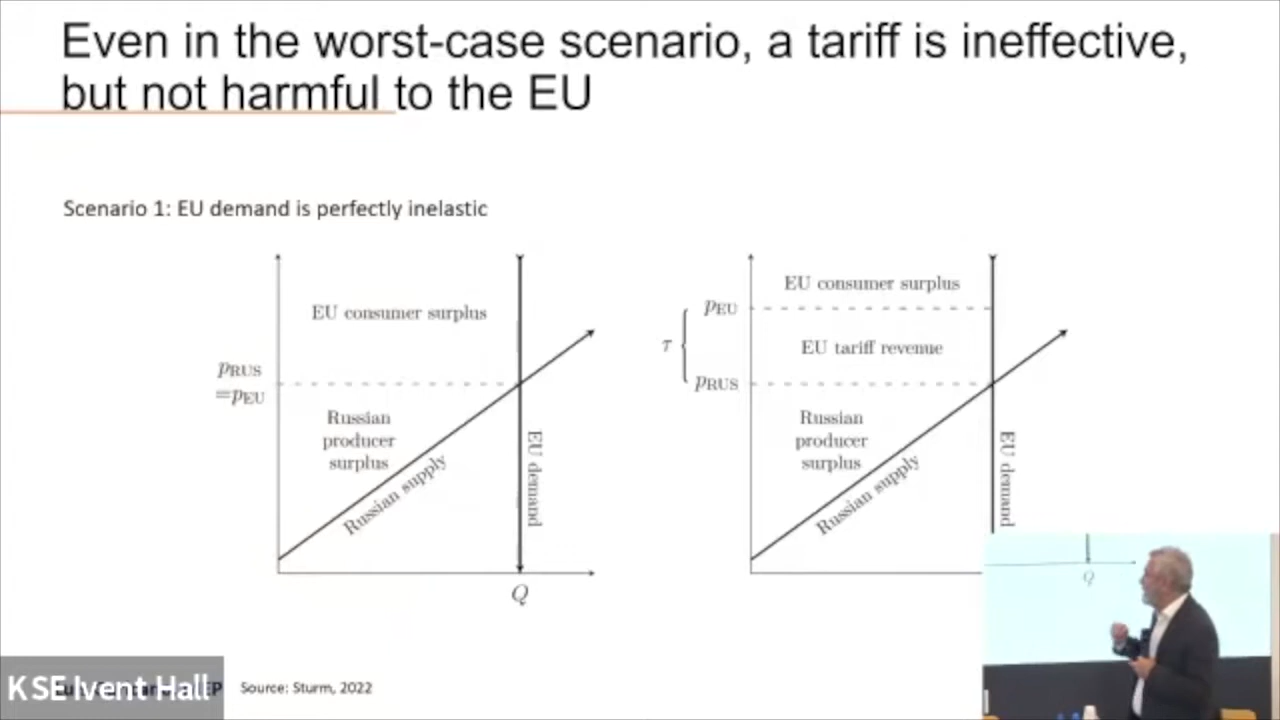 Even in the worst-case scenario, a tariff is ineffective,
but not harmful to the EU
Scenario 1: EU demand is perfectly inelastic
EU consumer surplus
pRUS
=pEU
Russian
producer
surplus
Russian supply
EU demand
Q
EU consumer surplus
pEU
τ
EU tariff revenue
pRUS
Russian
producer
surplus
Russian supply
EU demand
Q
KSE Ivent Hall
Source: Sturm, 2022